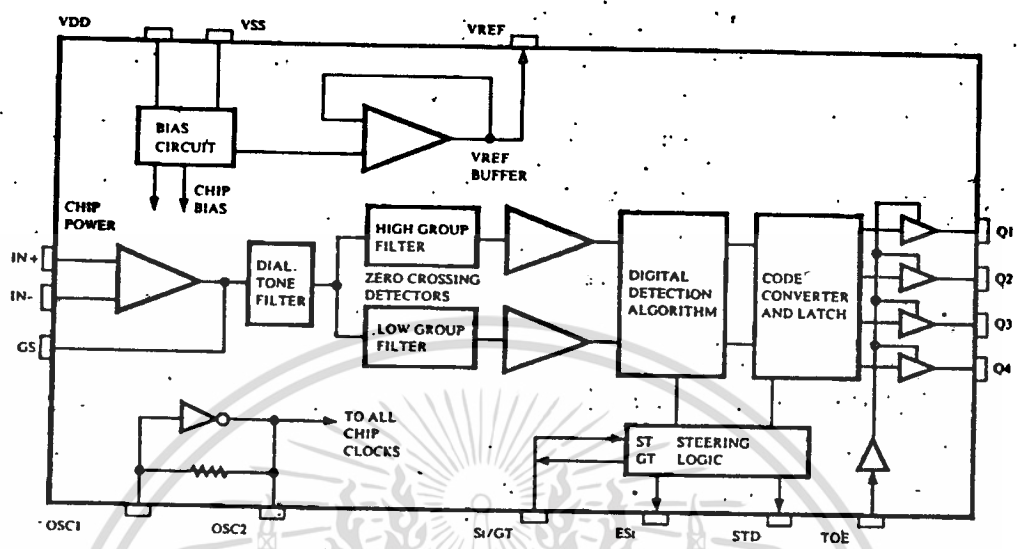 VDD
VSS
VREF
BIAS
CIRCUIT
VREF
BUFFER
CHIP
BIAS
CHIP
POWER
IN+
IN-
GS
DIAL.
TONE
FILTER
HIGH GROUP
FILTER
ZERO CROSSING
DETECTORS
LOW GROUP
FILTER
DIGITAL
DETECTION
ALGORITHM
CODE
CONVERTER
AND LATCH
Q1
Q2
Q3
Q4
TO ALL
CHIP
CLOCKS
ST STEERING
GT LOGIC
OSC1
OSC2
St/GT
ESt
STD
TOE